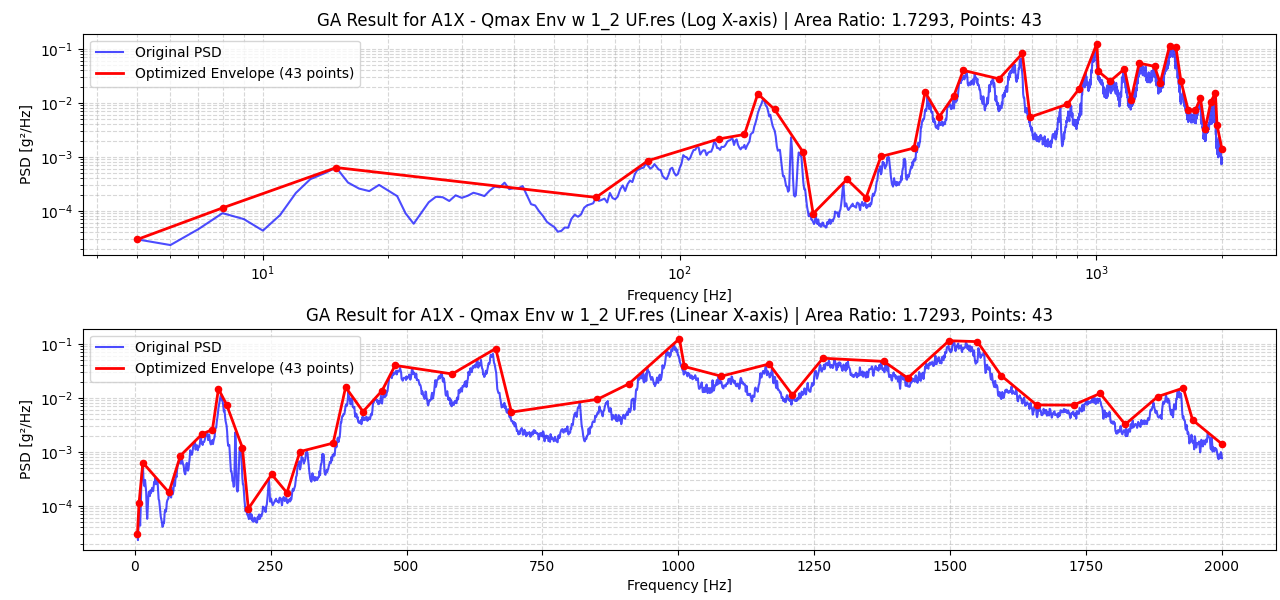 GA Result for A1X - Qmax Env w 1_2 UF.res (Log X-axis) | Area Ratio: 1.7293, Points: 43
Original PSD
Optimized Envelope (43 points)
PSD [g²/Hz]
10⁻¹
10⁻²
10⁻³
10⁻⁴
10¹ 10² 10³
Frequency [Hz]
GA Result for A1X - Qmax Env w 1_2 UF.res (Linear X-axis) | Area Ratio: 1.7293, Points: 43
Original PSD
Optimized Envelope (43 points)
PSD [g²/Hz]
10⁻¹
10⁻²
10⁻³
10⁻⁴
0 250 500 750 1000 1250 1500 1750 2000
Frequency [Hz]